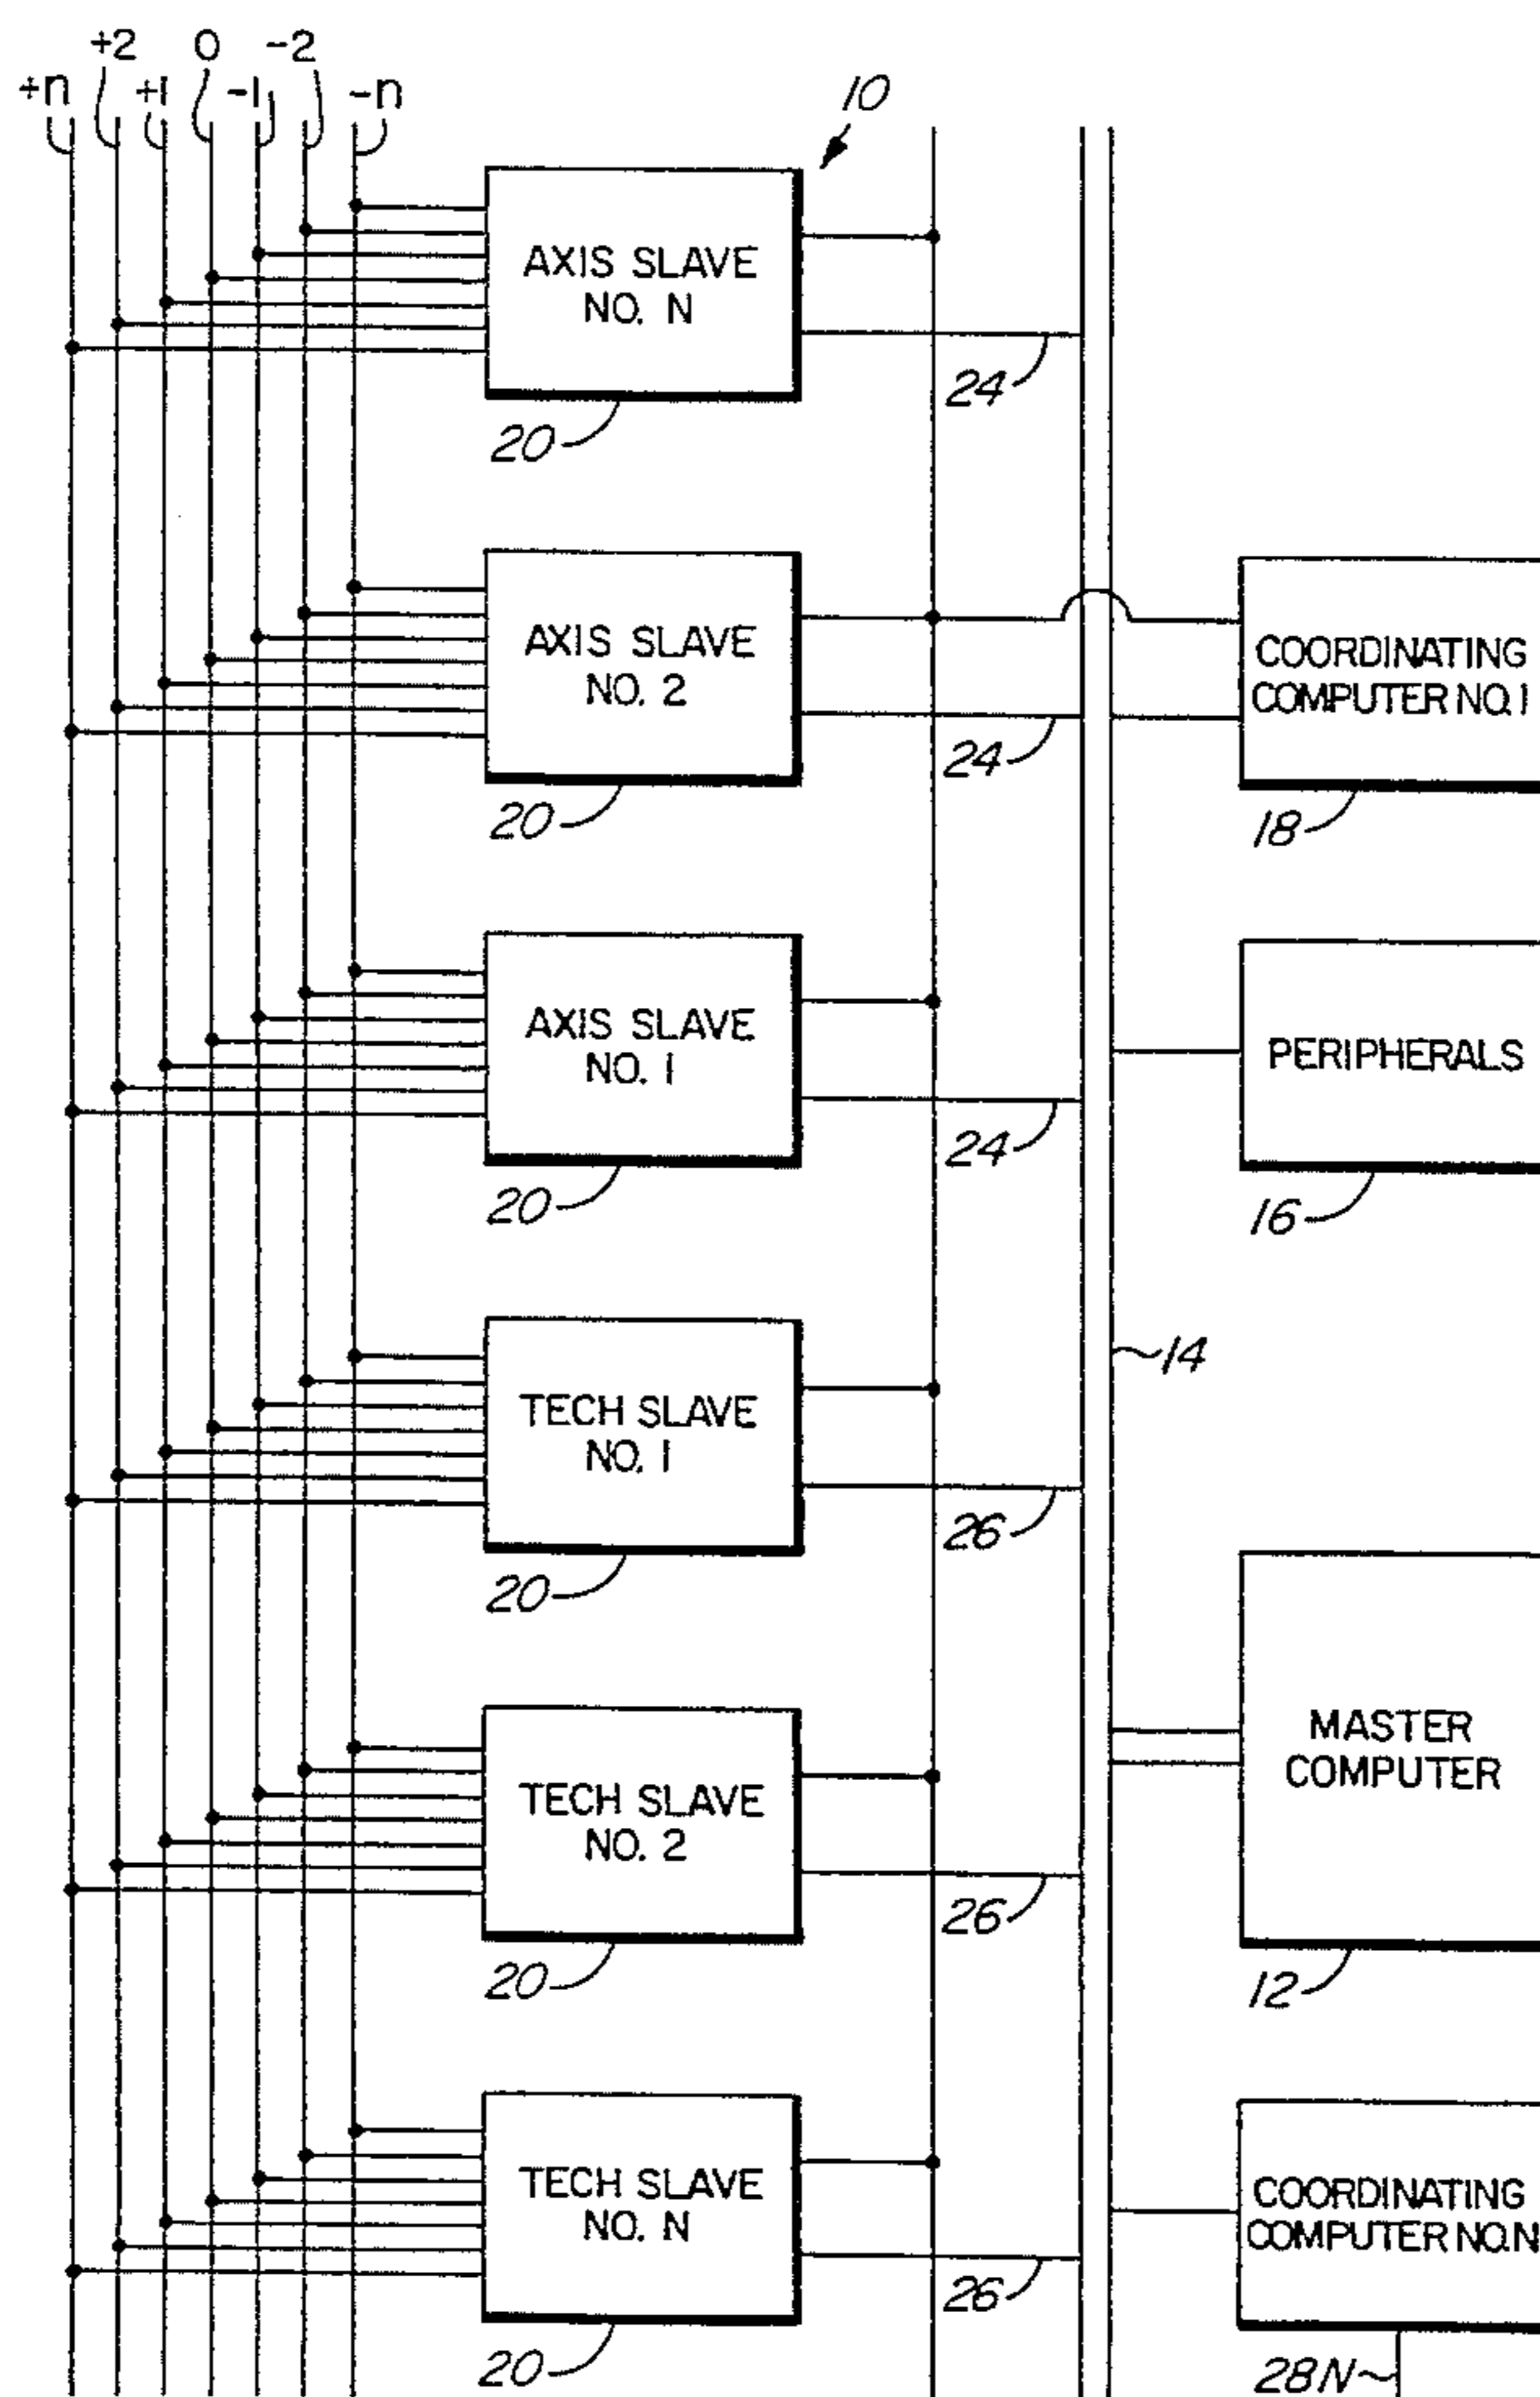 +2 0 -2
+n +1 -1 -n
10
AXIS SLAVE
NO. N
24
20
AXIS SLAVE
NO. 2
COORDINATING
COMPUTER NO.1
24
20
18
AXIS SLAVE
NO. 1
PERIPHERALS
24
20
16
14
TECH SLAVE
NO. 1
26
20
MASTER
COMPUTER
TECH SLAVE
NO. 2
26
20
12
TECH SLAVE
NO. N
COORDINATING
COMPUTER NO.N
26
20
28N